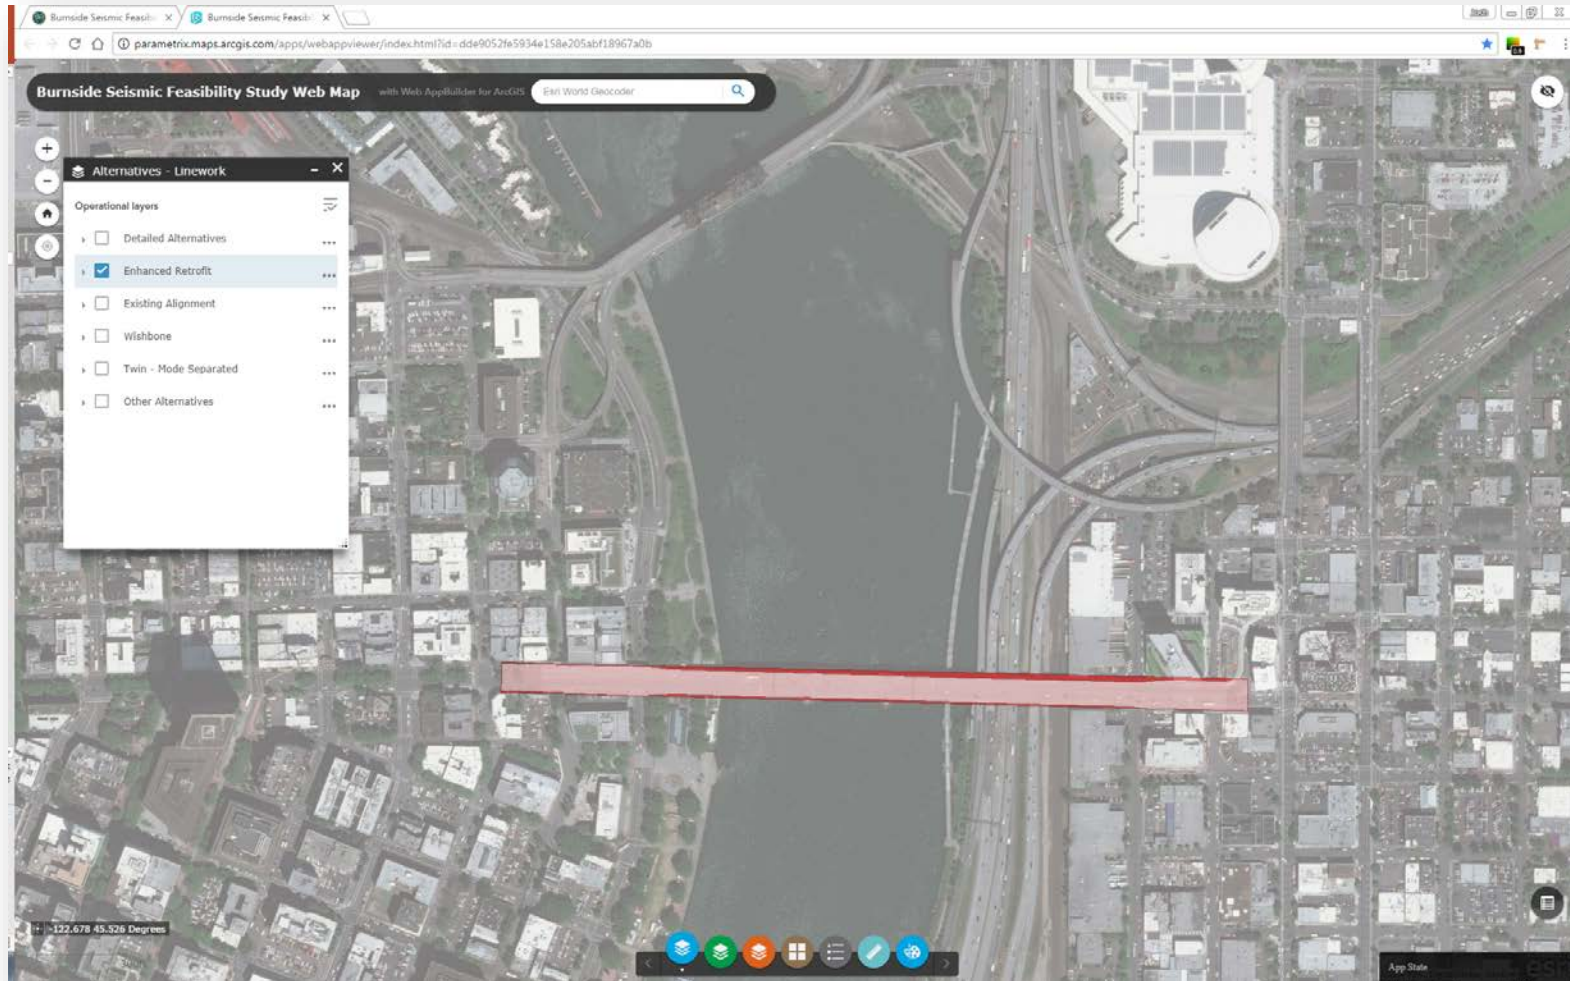 Burnside Seismic Feasib
Burnside Seismic Feasib
parametrix.maps.arcgis.com/apps/webappviewer/index.html?id=dde9052fe5934e158e205abf18967a0b
Burnside Seismic Feasibility Study Web Map with Web AppBuilder for ArcGIS Esri World Geocoder
Alternatives - Linework
Operational layers
Detailed Alternatives
Enhanced Retrofit
Existing Alignment
Wishbone
Twin - Mode Separated
Other Alternatives
-122.678 45.526 Degrees
App State
esri